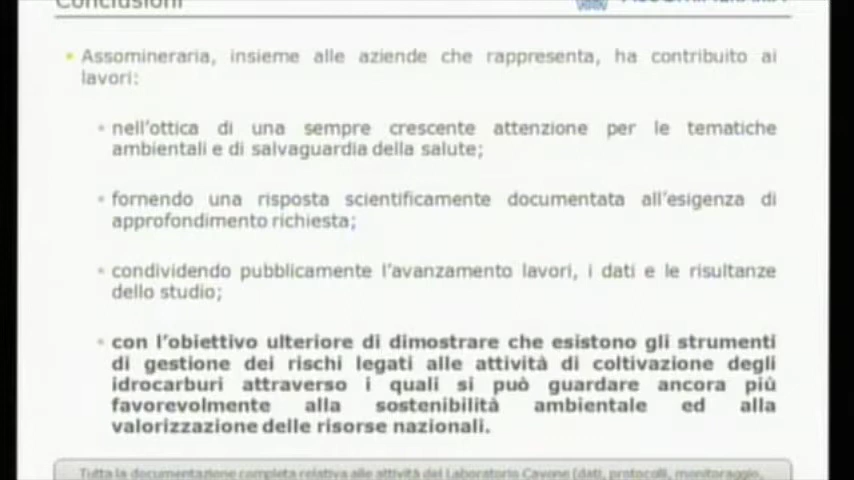 Conclusioni
ASSOMINERARIA
Assomineraria, insieme alle aziende che rappresenta, ha contribuito ai
lavori:
nell'ottica di una sempre crescente attenzione per le tematiche
ambientali e di salvaguardia della salute;
fornendo una risposta scientificamente documentata all'esigenza di
approfondimento richiesta;
condividendo pubblicamente l'avanzamento lavori, i dati e le risultanze
dello studio;
con l'obiettivo ulteriore di dimostrare che esistono gli strumenti
di gestione dei rischi legati alle attività di coltivazione degli
idrocarburi attraverso i quali si può guardare ancora più
favorevolmente alla sostenibilità ambientale ed alla
valorizzazione delle risorse nazionali.
Tutta la documentazione completa relativa alle attività del Laboratorio Cavone (dati, protocolli, monitoraggio,